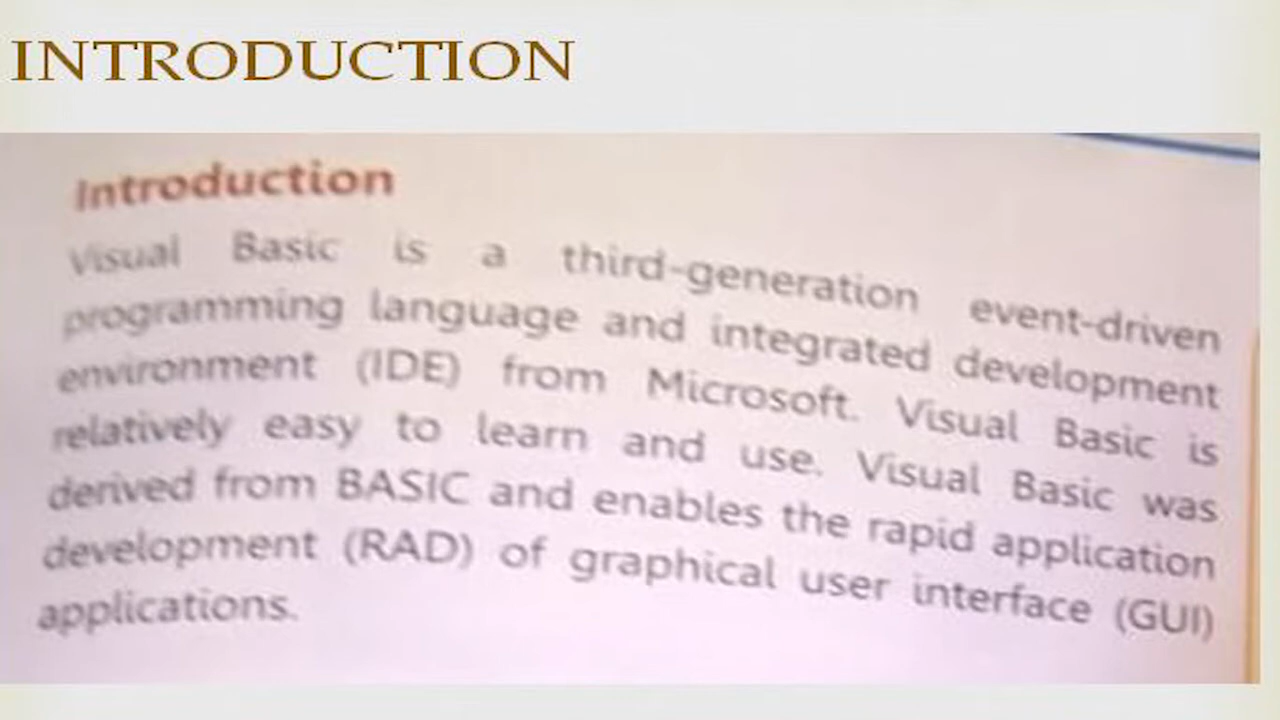 INTRODUCTION
Introduction
Visual Basic is a third-generation event-driven
programming language and integrated development
environment (IDE) from Microsoft. Visual Basic is
relatively easy to learn and use. Visual Basic was
derived from BASIC and enables the rapid application
development (RAD) of graphical user interface (GUI)
applications.